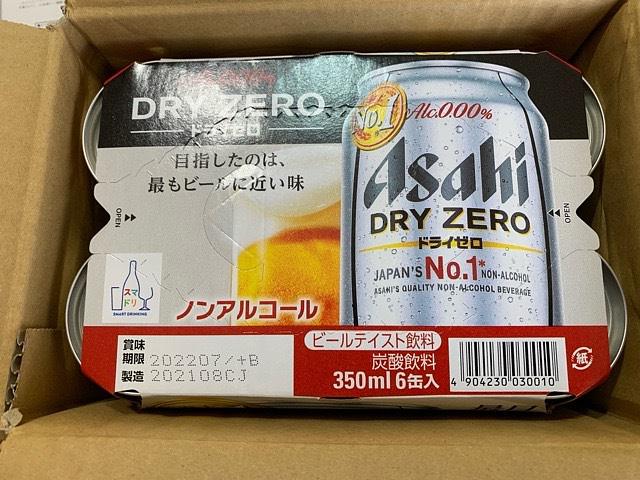 Alc.0.00%
DRY ZERO
ドライゼロ
目指したのは、
最もビールに近い味
OPEN
スマ
ドリ
SMART DRINKING
ノンアルコール
賞味
期限
202207/+B
製造
202108CJ
No.1
Alc.0.00%
Asahi
DRY ZERO
ドライゼロ
JAPAN'S No.1* NON-ALCOHOL
ASAHI'S QUALITY NON-ALCOHOL BEVERAGE
OPEN
ビールテイスト飲料
炭酸飲料
350ml 6缶入
4 904230 030010
紙